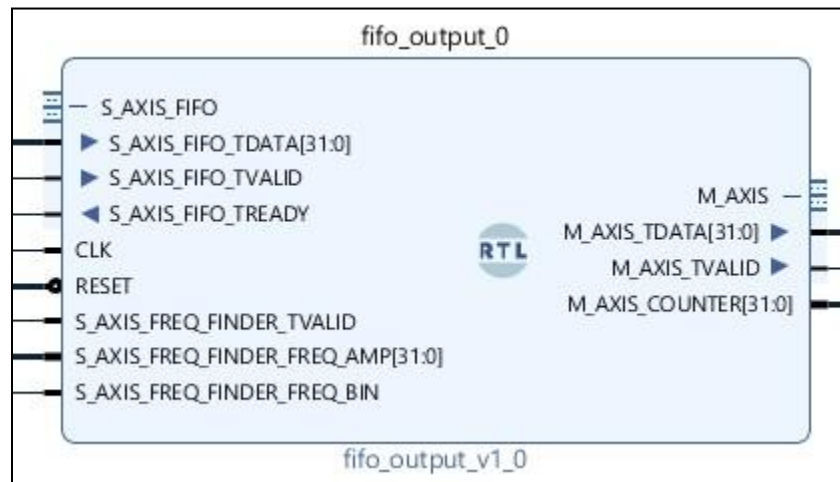 fifo_output_0
S_AXIS_FIFO
S_AXIS_FIFO_TDATA[31:0]
S_AXIS_FIFO_TVALID
S_AXIS_FIFO_TREADY
CLK
RESET
S_AXIS_FREQ_FINDER_TVALID
S_AXIS_FREQ_FINDER_FREQ_AMP[31:0]
S_AXIS_FREQ_FINDER_FREQ_BIN
RTL
M_AXIS
M_AXIS_TDATA[31:0]
M_AXIS_TVALID
M_AXIS_COUNTER[31:0]
fifo_output_v1_0